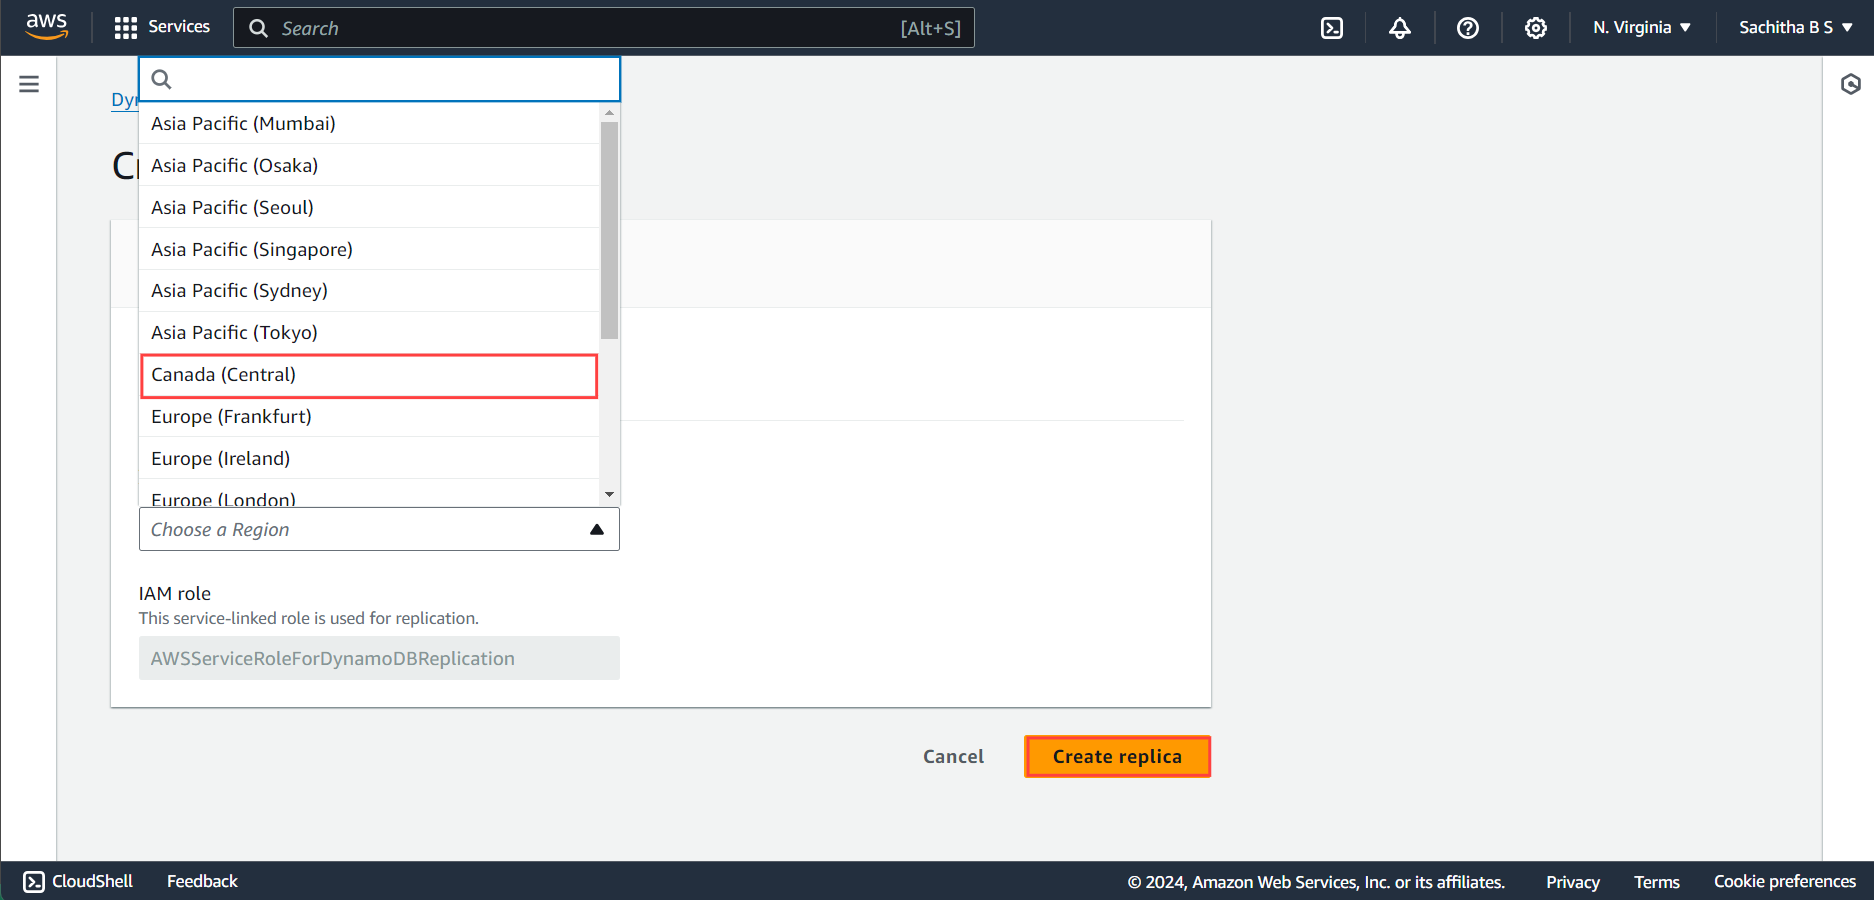 aws
Services
Search
[Alt+S]
N. Virginia
Sachitha B S
Asia Pacific (Mumbai)
Asia Pacific (Osaka)
Asia Pacific (Seoul)
Asia Pacific (Singapore)
Asia Pacific (Sydney)
Asia Pacific (Tokyo)
Canada (Central)
Europe (Frankfurt)
Europe (Ireland)
Europe (London)
Choose a Region
IAM role
This service-linked role is used for replication.
AWSServiceRoleForDynamoDBReplication
Cancel
Create replica
CloudShell
Feedback
© 2024, Amazon Web Services, Inc. or its affiliates.
Privacy
Terms
Cookie preferences